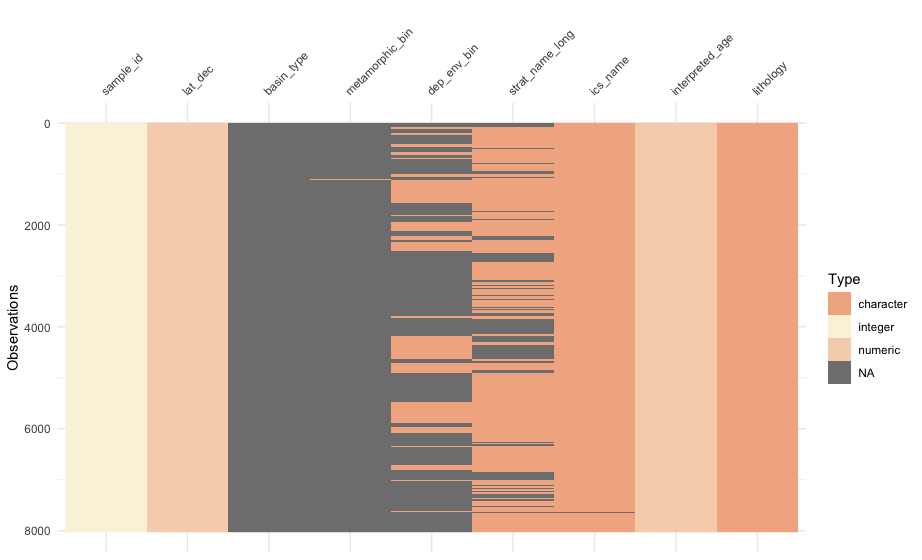 sample_id
lat_dec
basin_type
metamorphic_bin
dep_env_bin
strat_name_long
ics_name
interpreted_age
lithology
0
2000
4000
6000
8000
Observations
Type
character
integer
numeric
NA